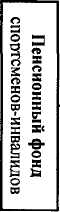 Пенсионный фонд
спортсменов-инвалидов